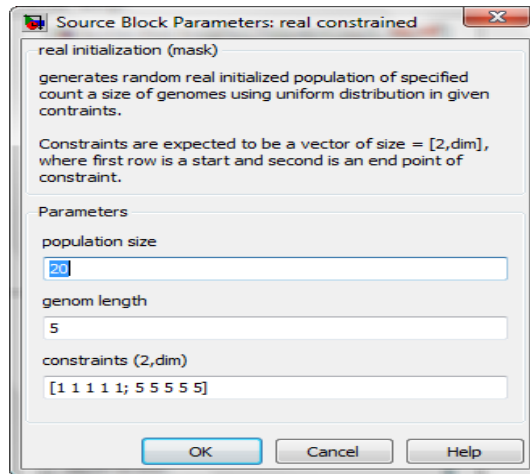 Source Block Parameters: real constrained
real initialization (mask)
generates random real initialized population of specified
count a size of genomes using uniform distribution in given
contraints.
Constraints are expected to be a vector of size = [2,dim],
where first row is a start and second is an end point of
constraint.
Parameters
population size
20
genom length
5
constraints (2,dim)
[1 1 1 1 1; 5 5 5 5 5]
OK Cancel Help